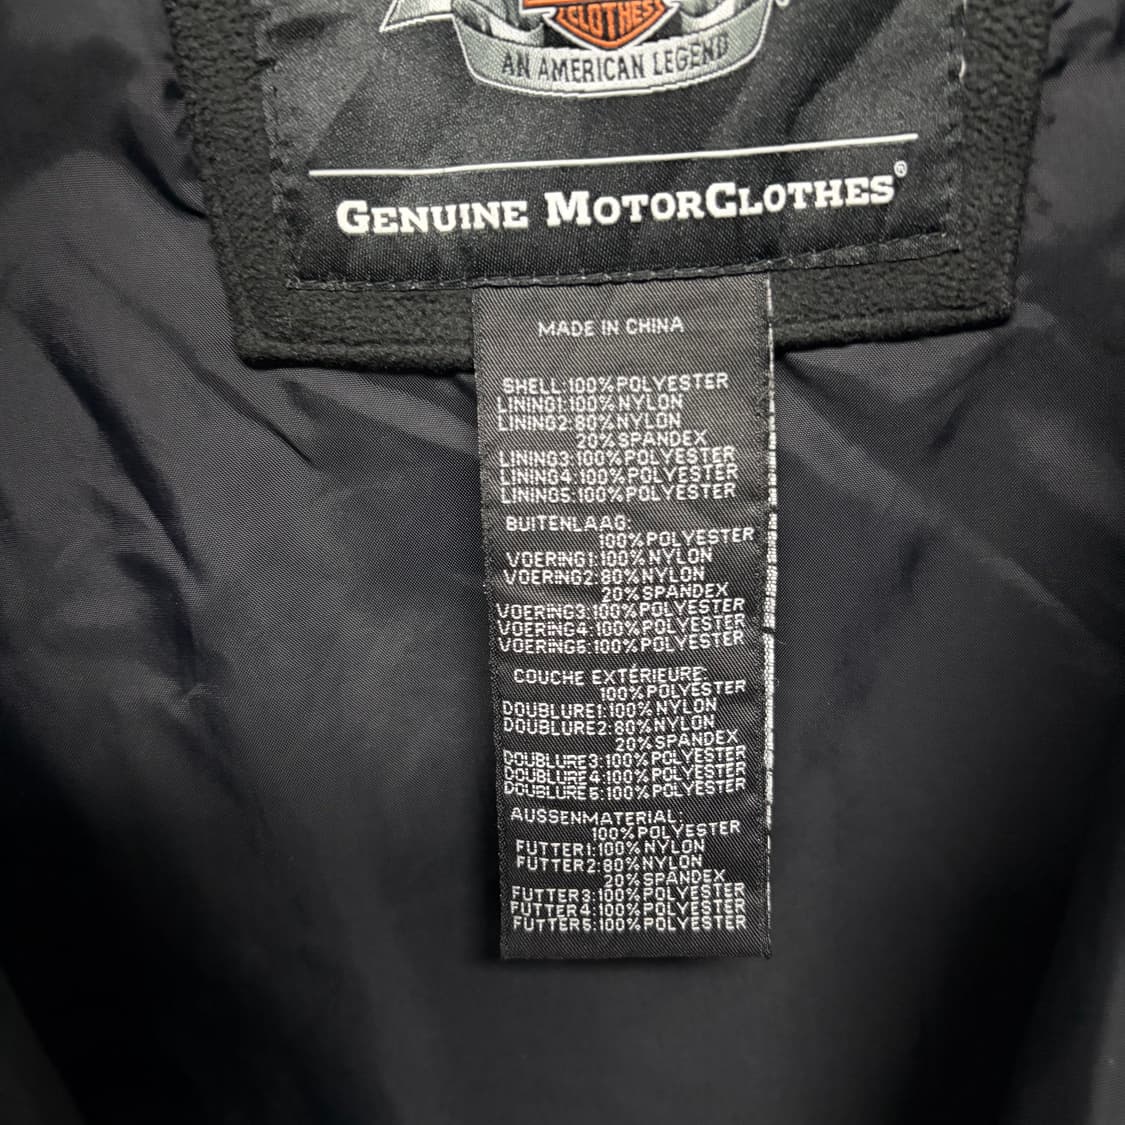 CLOTHES
AN AMERICAN LEGEND
GENUINE MOTORCLOTHES®
MADE IN CHINA
SHELL:100%POLYESTER
LINING1:100%NYLON
LINING2:80%NYLON
20%SPANDEX
LINING3:100%POLYESTER
LINING4:100%POLYESTER
LINING5:100%POLYESTER
BUITENLAAG:
100%POLYESTER
VOERING1:100%NYLON
VOERING2:80%NYLON
20%SPANDEX
VOERING3:100%POLYESTER
VOERING4:100%POLYESTER
VOERING5:100%POLYESTER
COUCHE EXTÉRIEURE:
100%POLYESTER
DOUBLURE1:100%NYLON
DOUBLURE2:80%NYLON
20%SPANDEX
DOUBLURE3:100%POLYESTER
DOUBLURE4:100%POLYESTER
DOUBLURE5:100%POLYESTER
AUSSENMATERIAL:
100%POLYESTER
FUTTER1:100%NYLON
FUTTER2:80%NYLON
20%SPANDEX
FUTTER3:100%POLYESTER
FUTTER4:100%POLYESTER
FUTTER5:100%POLYESTER